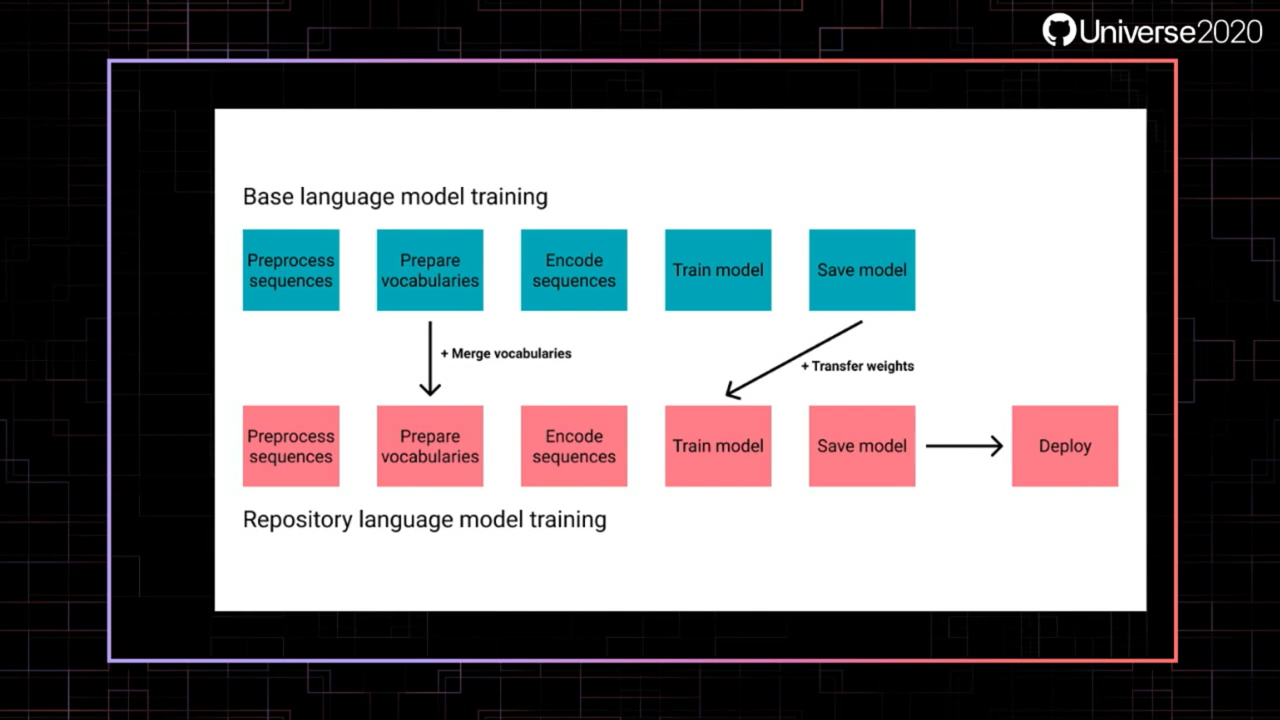 Universe2020
Base language model training
Preprocess
sequences
Prepare
vocabularies
Encode
sequences
Train model
Save model
+ Merge vocabularies
+ Transfer weights
Preprocess
sequences
Prepare
vocabularies
Encode
sequences
Train model
Save model
Deploy
Repository language model training